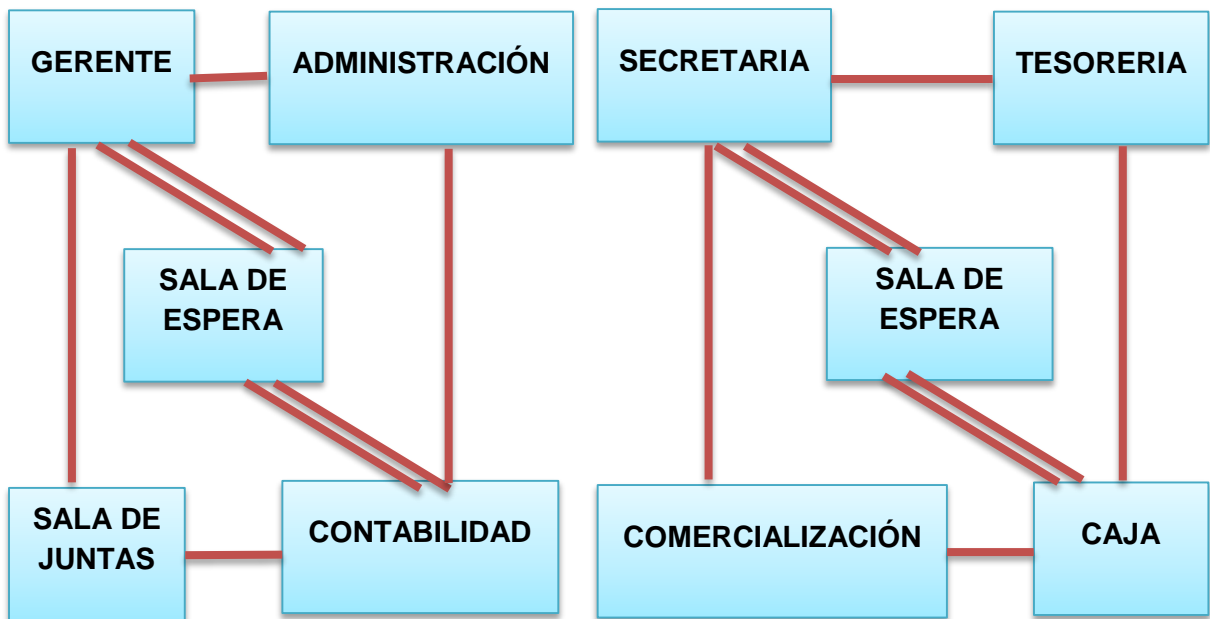 GERENTE
ADMINISTRACIÓN
SECRETARIA
TESORERIA
SALA DE
ESPERA
SALA DE
ESPERA
SALA DE
JUNTAS
CONTABILIDAD
COMERCIALIZACIÓN
CAJA